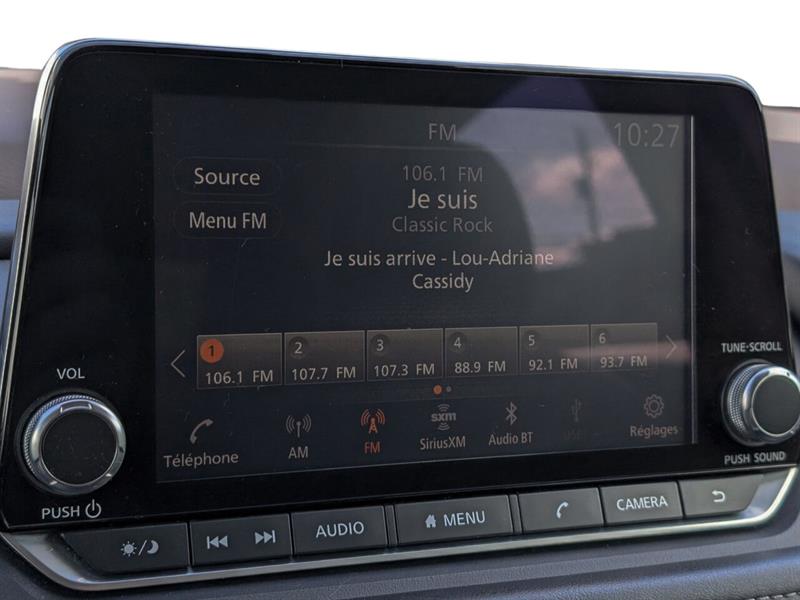 FM
10:27
Source
Menu FM
106.1 FM
Je suis
Classic Rock
Je suis arrive - Lou-Adriane
Cassidy
1
106.1 FM
2
107.7 FM
3
107.3 FM
4
88.9 FM
5
92.1 FM
6
93.7 FM
Téléphone
AM
FM
sxm
SiriusXM
Audio BT
USB
Réglages
VOL
PUSH
TUNE·SCROLL
PUSH SOUND
AUDIO
MENU
CAMERA